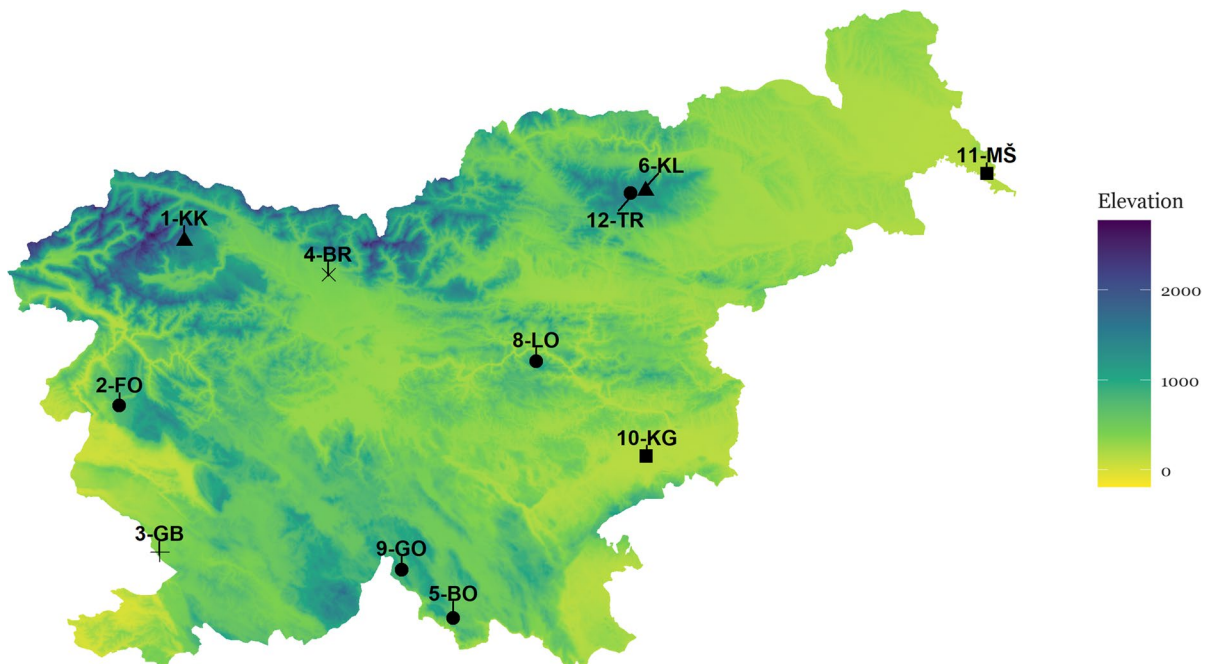 11-MŠ
6-KL
12-TR
1-KK
4-BR
8-LO
2-FO
10-KG
3-GB
9-GO
5-BO
Elevation
2000
1000
0